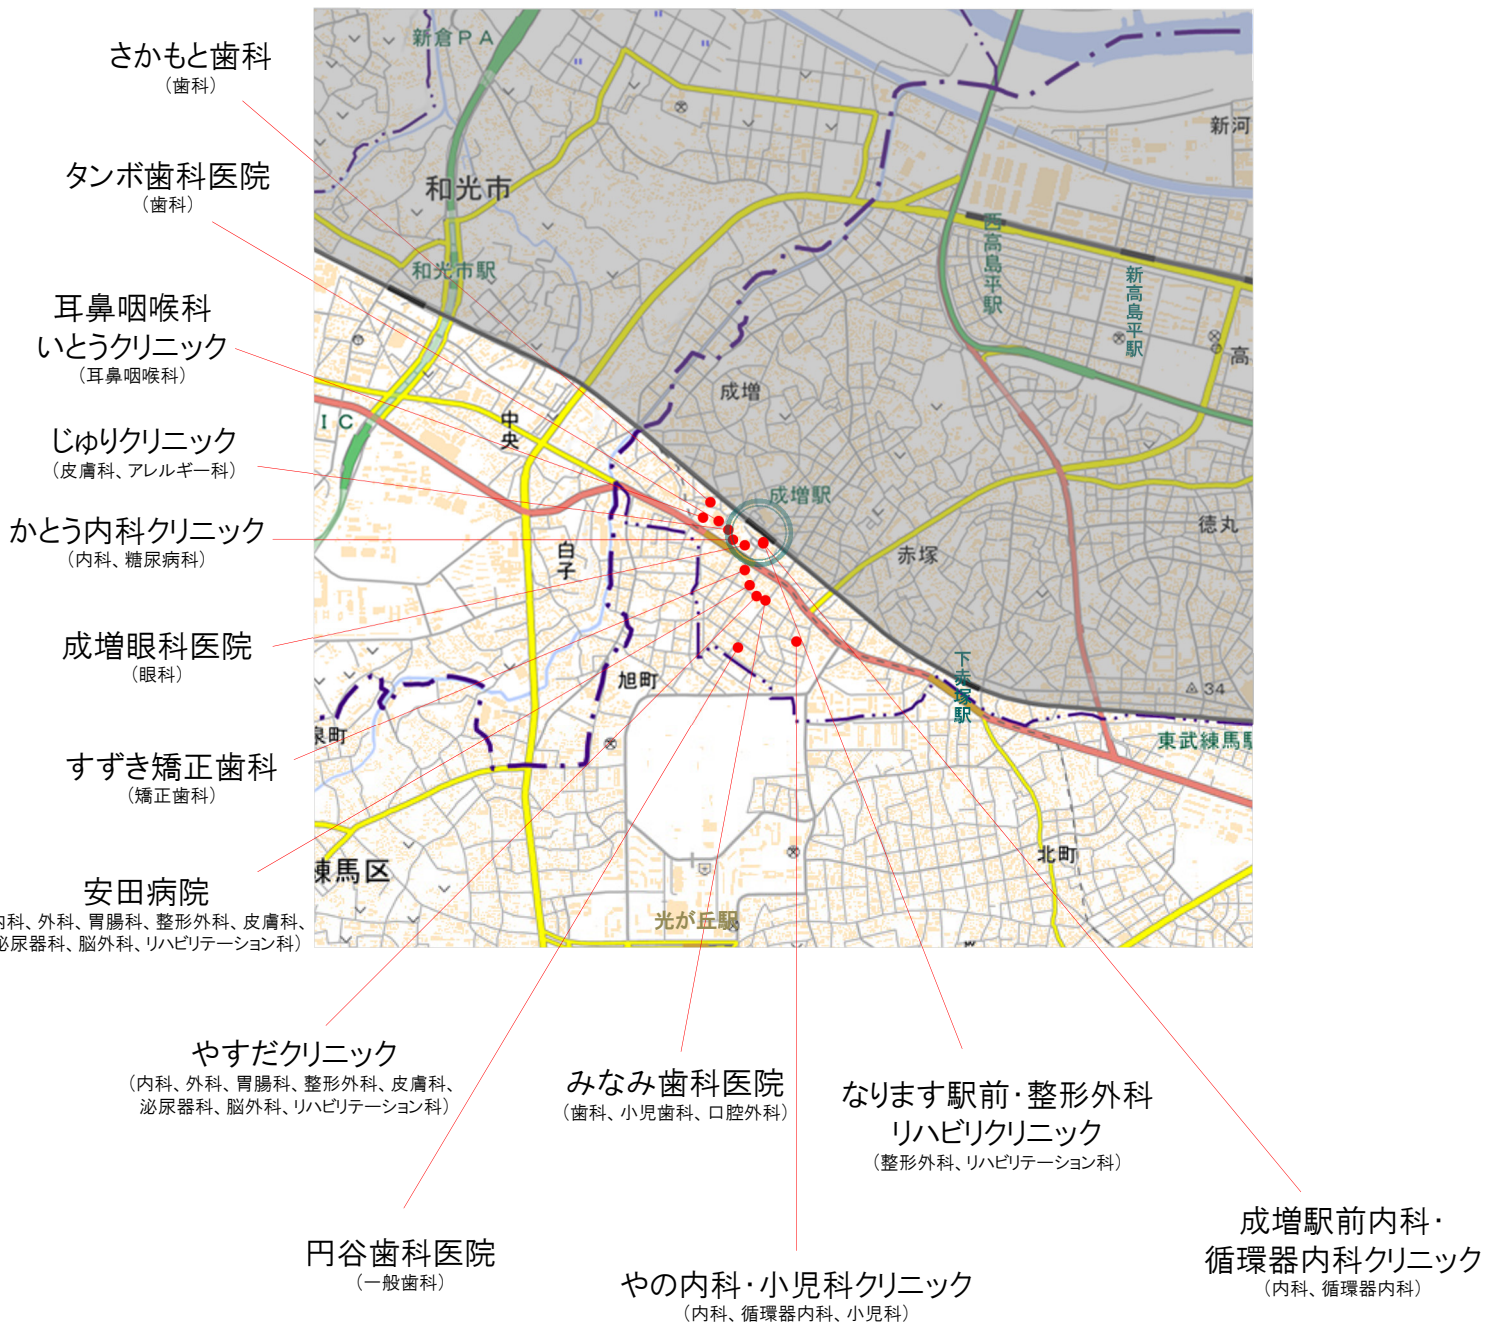 さかもと歯科
（歯科）
タンボ歯科医院
（歯科）
耳鼻咽喉科
いとうクリニック
（耳鼻咽喉科）
じゅりクリニック
（皮膚科、アレルギー科）
かとう内科クリニック
（内科、糖尿病科）
成増眼科医院
（眼科）
すずき矯正歯科
（矯正歯科）
安田病院
内科、外科、胃腸科、整形外科、皮膚科、
泌尿器科、脳外科、リハビリテーション科）
やすだクリニック
（内科、外科、胃腸科、整形外科、皮膚科、
泌尿器科、脳外科、リハビリテーション科）
円谷歯科医院
（一般歯科）
みなみ歯科医院
（歯科、小児歯科、口腔外科）
やの内科・小児科クリニック
（内科、循環器内科、小児科）
なります駅前・整形外科
リハビリクリニック
（整形外科、リハビリテーション科）
成増駅前内科・
循環器内科クリニック
（内科、循環器内科）
新倉ＰＡ
和光市
和光市駅
新河
西高島平駅
新高島平駅
高
成増
ＩＣ
中央
成増駅
徳丸
赤塚
白子
旭町
下赤塚駅
34
泉町
東武練馬駅
練馬区
北町
光が丘駅